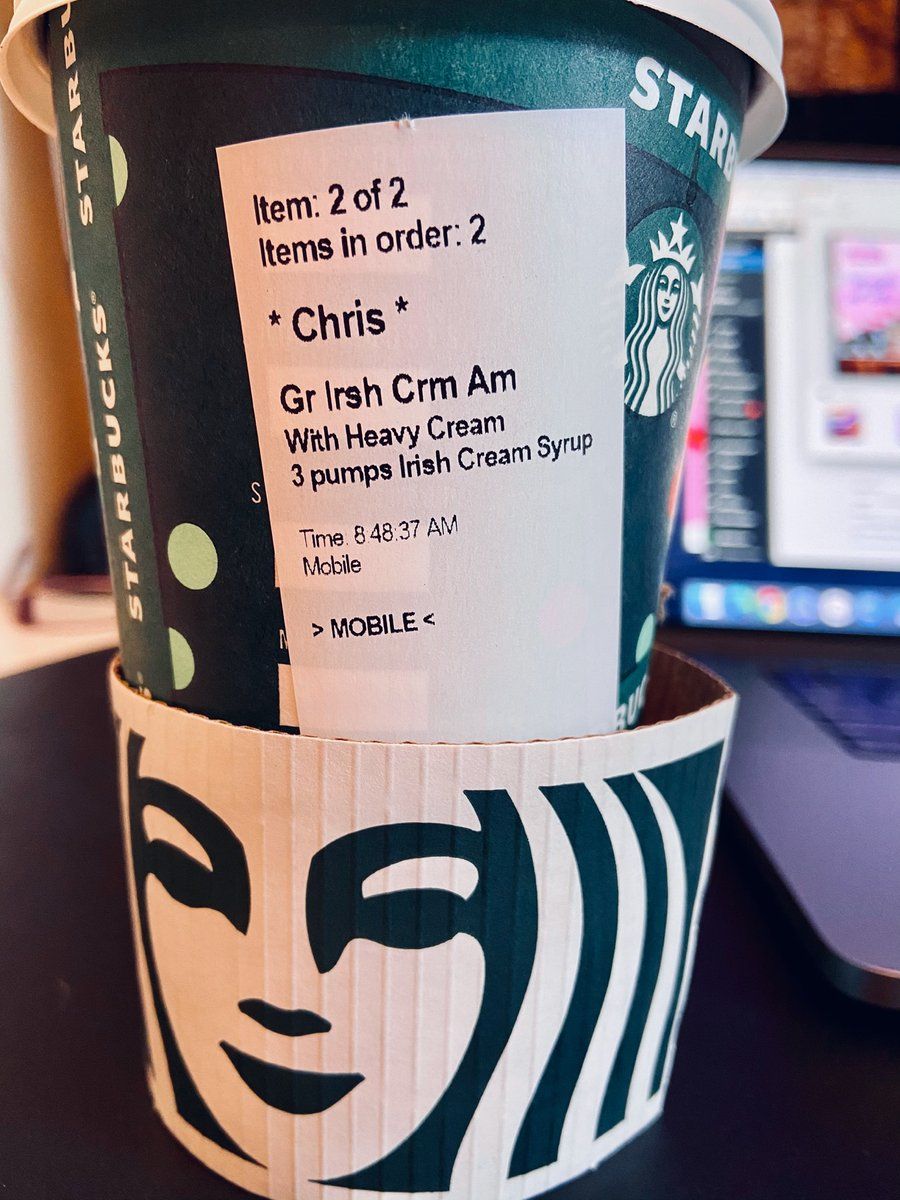 STARBUCKS®
STARBU
STARB
Item: 2 of 2
Items in order: 2
* Chris *
Gr Irsh Crm Am
With Heavy Cream
3 pumps Irish Cream Syrup
Time: 8:48:37 AM
Mobile
> MOBILE <